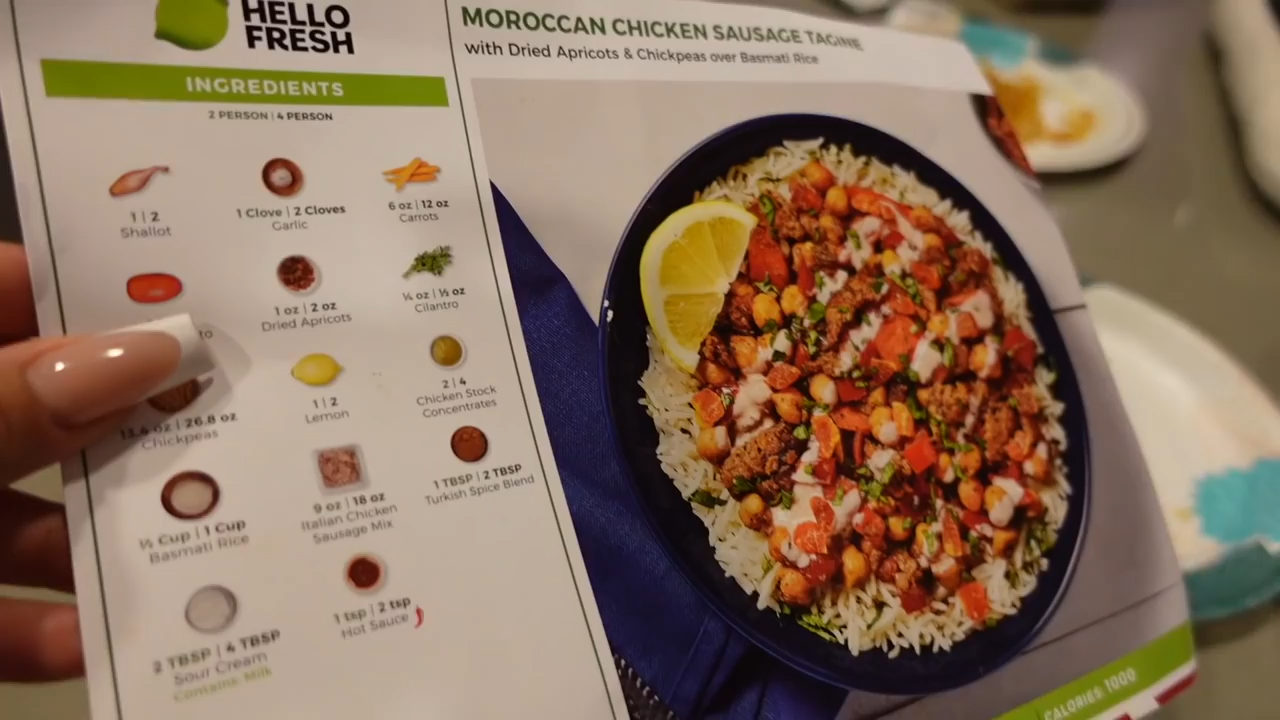 HELLO
FRESH
INGREDIENTS
2 PERSON | 4 PERSON
1 | 2
Shallot
1 Clove | 2 Cloves
Garlic
6 oz | 12 oz
Carrots
1 oz | 2 oz
Dried Apricots
¼ oz | ½ oz
Cilantro
13.4 oz | 26.8 oz
Chickpeas
1 | 2
Lemon
2 | 4
Chicken Stock
Concentrates
½ Cup | 1 Cup
Basmati Rice
9 oz | 18 oz
Italian Chicken
Sausage Mix
1 TBSP | 2 TBSP
Turkish Spice Blend
2 TBSP | 4 TBSP
Sour Cream
Contains: Milk
1 tsp | 2 tsp
Hot Sauce
MOROCCAN CHICKEN SAUSAGE TAGINE
with Dried Apricots & Chickpeas over Basmati Rice
CALORIES: 1000